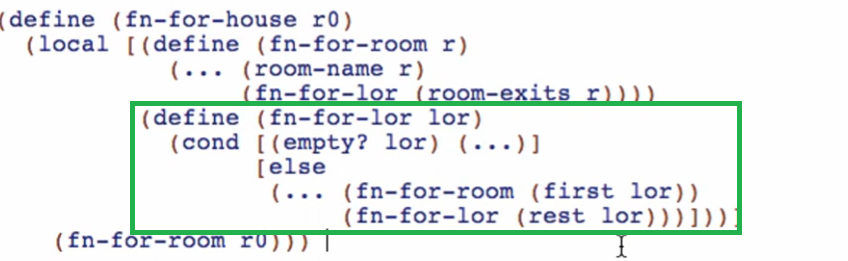 (define (fn-for-house r0)
(local [(define (fn-for-room r)
(... (room-name r)
(fn-for-lor (room-exits r))))
(define (fn-for-lor lor)
(cond [(empty? lor) (...)]
[else
(... (fn-for-room (first lor))
(fn-for-lor (rest lor)))]))]
(fn-for-room r0)))